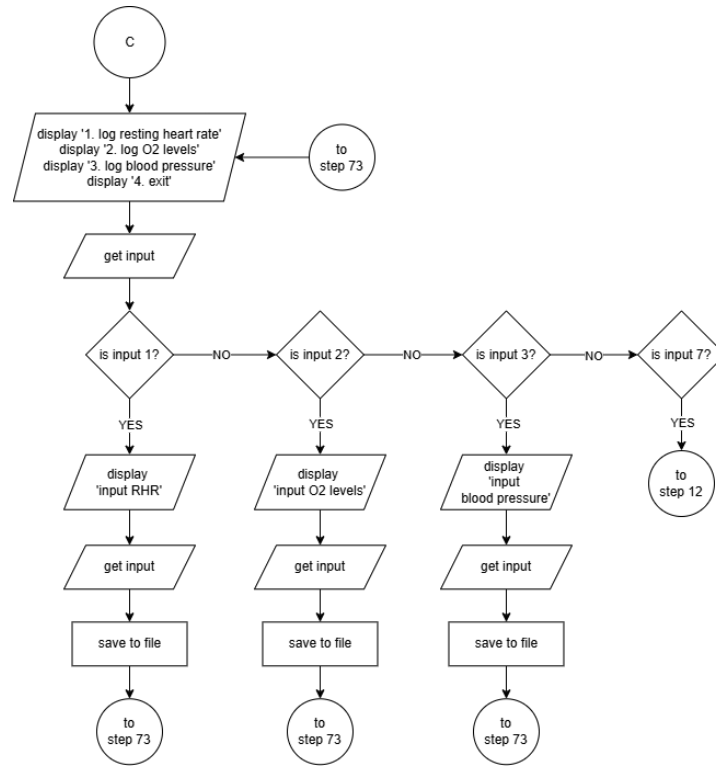 C
display '1. log resting heart rate'
display '2. log O2 levels'
display '3. log blood pressure'
display '4. exit'
to
step 73
get input
is input 1?
NO
is input 2?
NO
is input 3?
NO
is input 7?
YES
YES
YES
YES
display
'input RHR'
display
'input O2 levels'
display
'input
blood pressure'
to
step 12
get input
get input
get input
save to file
save to file
save to file
to
step 73
to
step 73
to
step 73